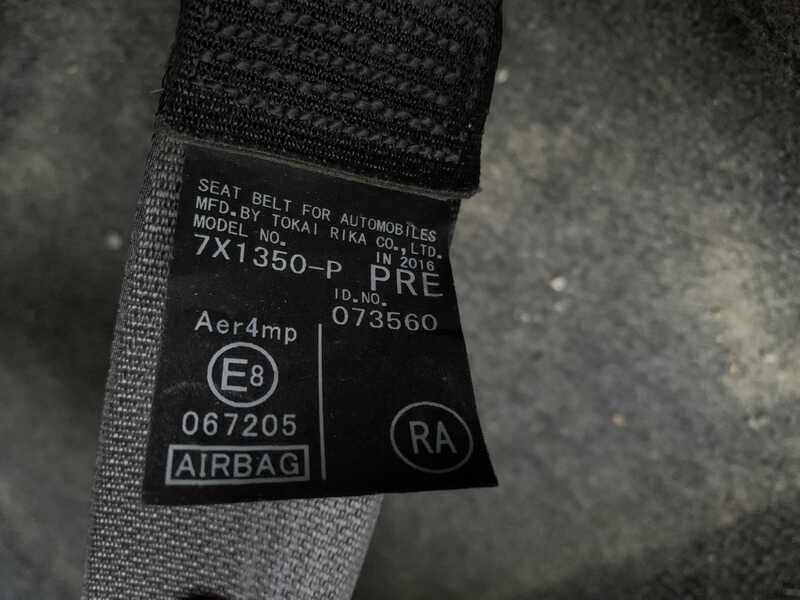 SEAT BELT FOR AUTOMOBILES
MFD.BY TOKAI RIKA CO.,LTD.
MODEL NO. IN 2016
7X1350-P PRE
ID.NO.
073560
Aer4mp
E8
067205
AIRBAG
RA